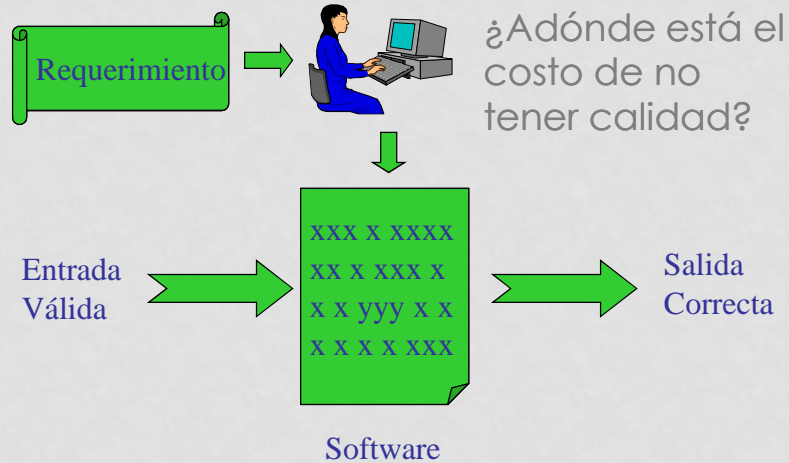 ¿Adónde está el
costo de no
tener calidad?
Requerimiento
xxx x xxxx
xx x xxx x
x x yyy x x
x x x x xxx
Entrada
Válida
Salida
Correcta
Software